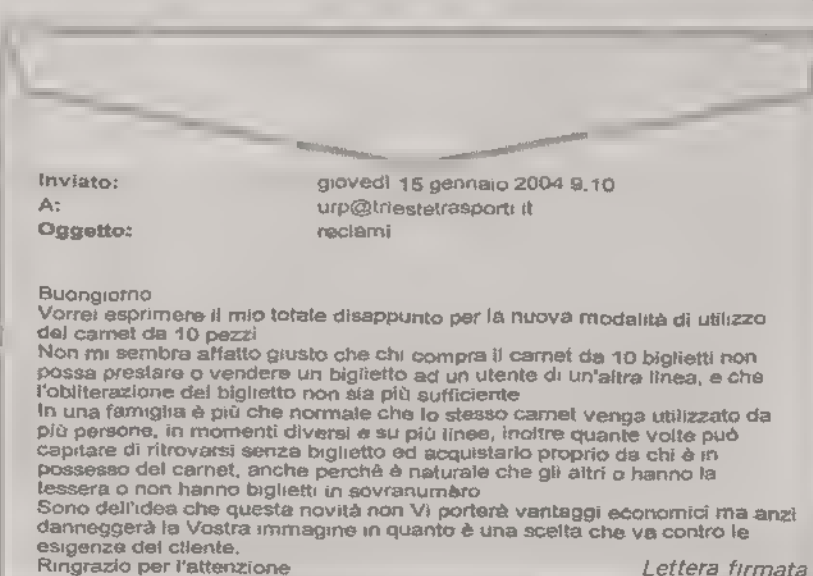 Inviato: giovedì 15 gennaio 2004 9.10
A: urp@triestetrasporti.it
Oggetto: reclami
Buongiorno
Vorrei esprimere il mio totale disappunto per la nuova modalità di utilizzo
del carnet da 10 pezzi
Non mi sembra affatto giusto che chi compra il carnet da 10 biglietti non
possa prestare o vendere un biglietto ad un utente di un'altra linea, e che
l'obliterazione del biglietto non sia più sufficiente
In una famiglia è più che normale che lo stesso carnet venga utilizzato da
più persone, in momenti diversi e su più linee, inoltre quante volte può
capitare di ritrovarsi senza biglietto ed acquistarlo proprio da chi è in
possesso del carnet, anche perchè è naturale che gli altri o hanno la
tessera o non hanno biglietti in sovranumero
Sono dell'idea che questa novità non Vi porterà vantaggi economici ma anzi
danneggerà la Vostra immagine in quanto è una scelta che va contro le
esigenze del cliente.
Ringrazio per l'attenzione Lettera firmata